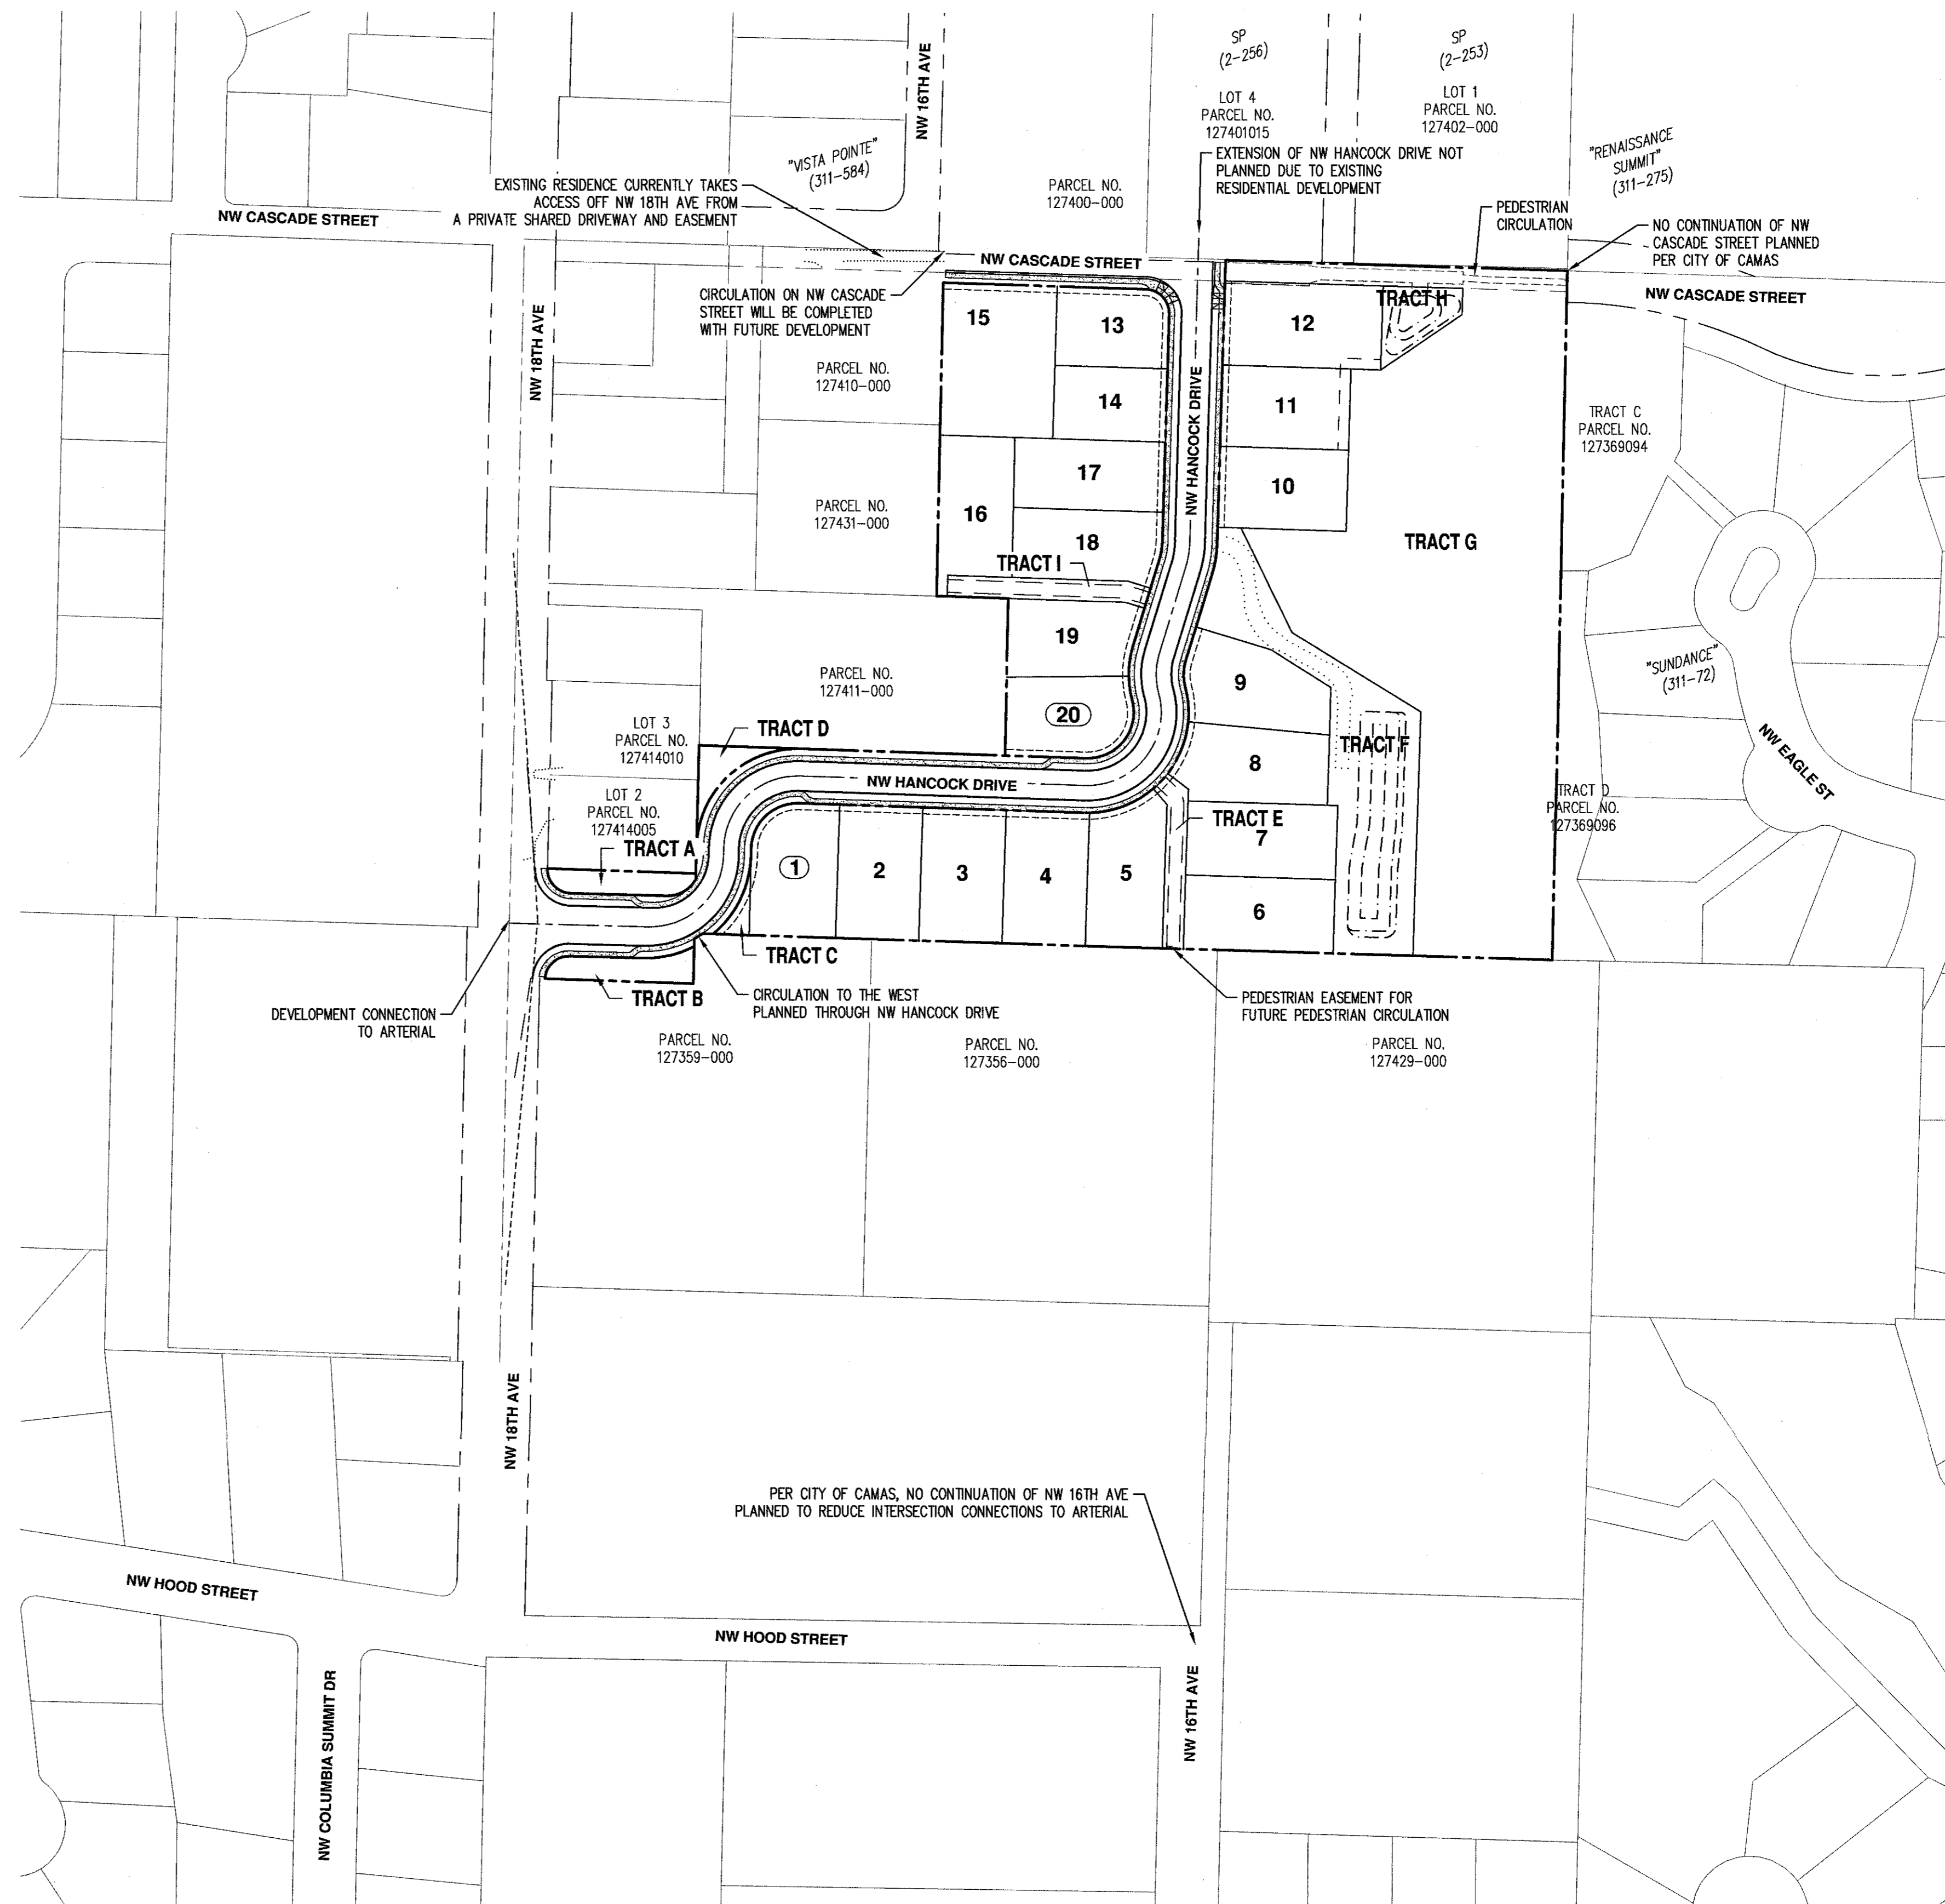 NW 16TH AVE
SP
(2-256)
SP
(2-253)
LOT 4
PARCEL NO.
127401015
LOT 1
PARCEL NO.
127402-000
"VISTA POINTE"
(311-584)
"RENAISSANCE
SUMMIT"
(311-275)
EXTENSION OF NW HANCOCK DRIVE NOT
PLANNED DUE TO EXISTING
RESIDENTIAL DEVELOPMENT
EXISTING RESIDENCE CURRENTLY TAKES
ACCESS OFF NW 18TH AVE FROM
A PRIVATE SHARED DRIVEWAY AND EASEMENT
PARCEL NO.
127400-000
PEDESTRIAN
CIRCULATION
NO CONTINUATION OF NW
CASCADE STREET PLANNED
PER CITY OF CAMAS
NW CASCADE STREET
NW CASCADE STREET
NW CASCADE STREET
CIRCULATION ON NW CASCADE
STREET WILL BE COMPLETED
WITH FUTURE DEVELOPMENT
NW 18TH AVE
15
13
12
TRACT H
14
11
NW HANCOCK DRIVE
PARCEL NO.
127410-000
TRACT C
PARCEL NO.
127369094
17
10
16
18
PARCEL NO.
127431-000
TRACT G
TRACT I
19
9
20
8
TRACT F
PARCEL NO.
127411-000
"SUNDANCE"
(311-72)
NW EAGLE ST
LOT 3
PARCEL NO.
127414010
TRACT D
NW HANCOCK DRIVE
LOT 2
PARCEL NO.
127414005
TRACT A
TRACT E
7
TRACT D
PARCEL NO.
127369096
1
2
3
4
5
6
TRACT C
TRACT B
DEVELOPMENT CONNECTION
TO ARTERIAL
CIRCULATION TO THE WEST
PLANNED THROUGH NW HANCOCK DRIVE
PEDESTRIAN EASEMENT FOR
FUTURE PEDESTRIAN CIRCULATION
PARCEL NO.
127359-000
PARCEL NO.
127356-000
PARCEL NO.
127429-000
NW 18TH AVE
PER CITY OF CAMAS, NO CONTINUATION OF NW 16TH AVE
PLANNED TO REDUCE INTERSECTION CONNECTIONS TO ARTERIAL
NW HOOD STREET
NW HOOD STREET
NW COLUMBIA SUMMIT DR
NW 16TH AVE